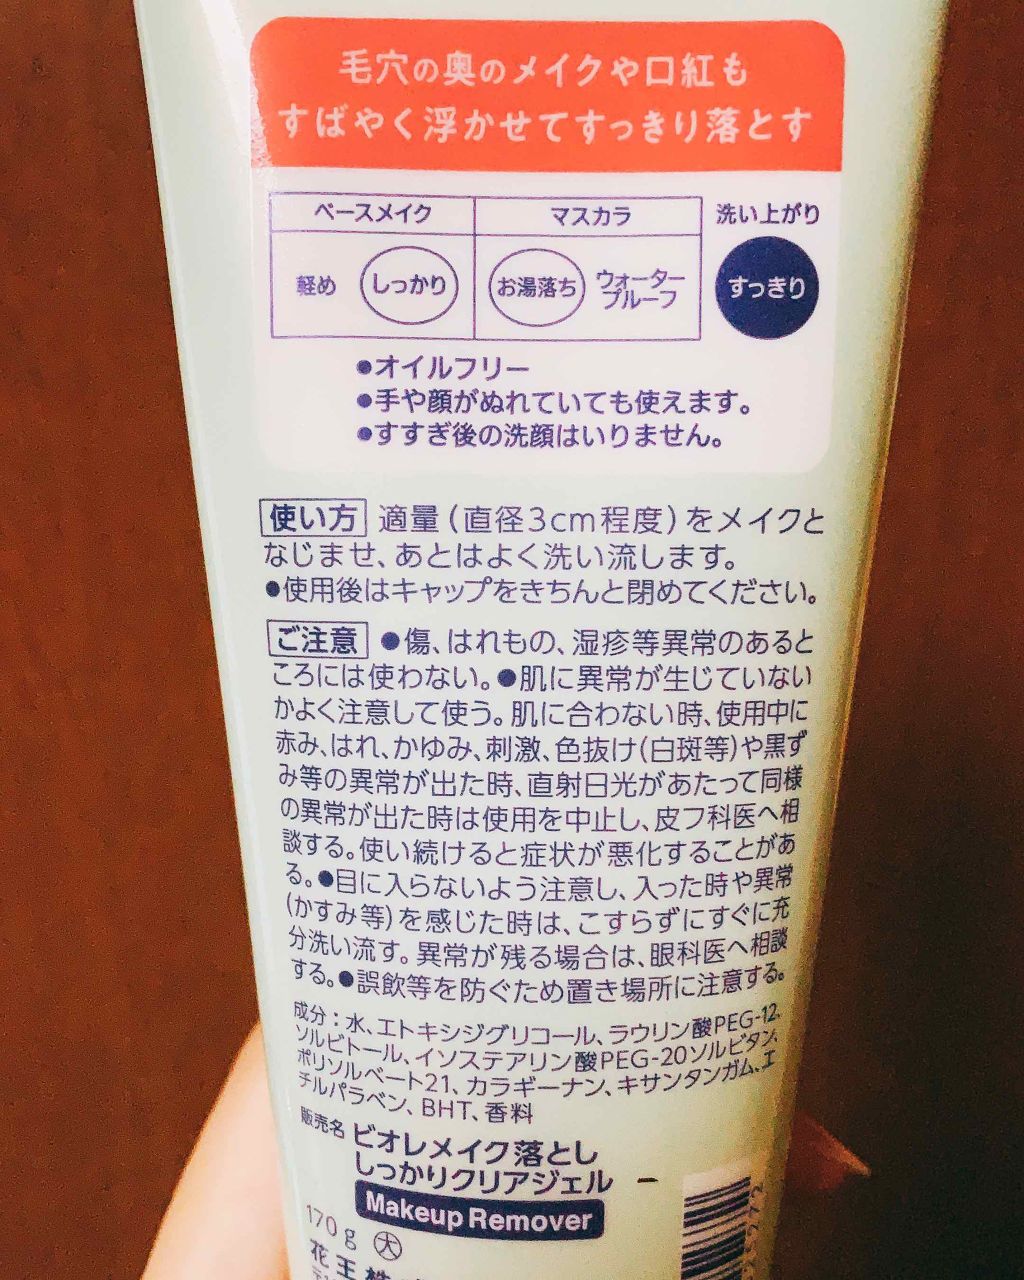 毛穴の奥のメイクや口紅も
すばやく浮かせてすっきり落とす
ベースメイク マスカラ 洗い上がり
軽め しっかり お湯落ち ウォーター
プルーフ すっきり
●オイルフリー
●手や顔がぬれていても使えます。
●すすぎ後の洗顔はいりません。
使い方 適量(直径3cm程度)をメイクと
なじませ、あとはよく洗い流します。
●使用後はキャップをきちんと閉めてください。
ご注意 ●傷、はれもの、湿疹等異常のあると
ころには使わない。●肌に異常が生じていない
かよく注意して使う。肌に合わない時、使用中に
赤み、はれ、かゆみ、刺激、色抜け(白斑等)や黒ず
み等の異常が出た時、直射日光があたって同様
の異常が出た時は使用を中止し、皮フ科医へ相
談する。使い続けると症状が悪化することがあ
る。●目に入らないよう注意し、入った時や異常
(かすみ等)を感じた時は、こすらずにすぐに充
分洗い流す。異常が残る場合は、眼科医へ相談
する。●誤飲等を防ぐため置き場所に注意する。
成分:水、エトキシジグリコール、ラウリン酸PEG-12、
ソルビトール、イソステアリン酸PEG-20ソルビタン、
ポリソルベート21、カラギーナン、キサンタンガム、エ
チルパラベン、BHT、香料
販売名 ビオレメイク落とし
しっかりクリアジェル
Makeup Remover
170g 大
花王株